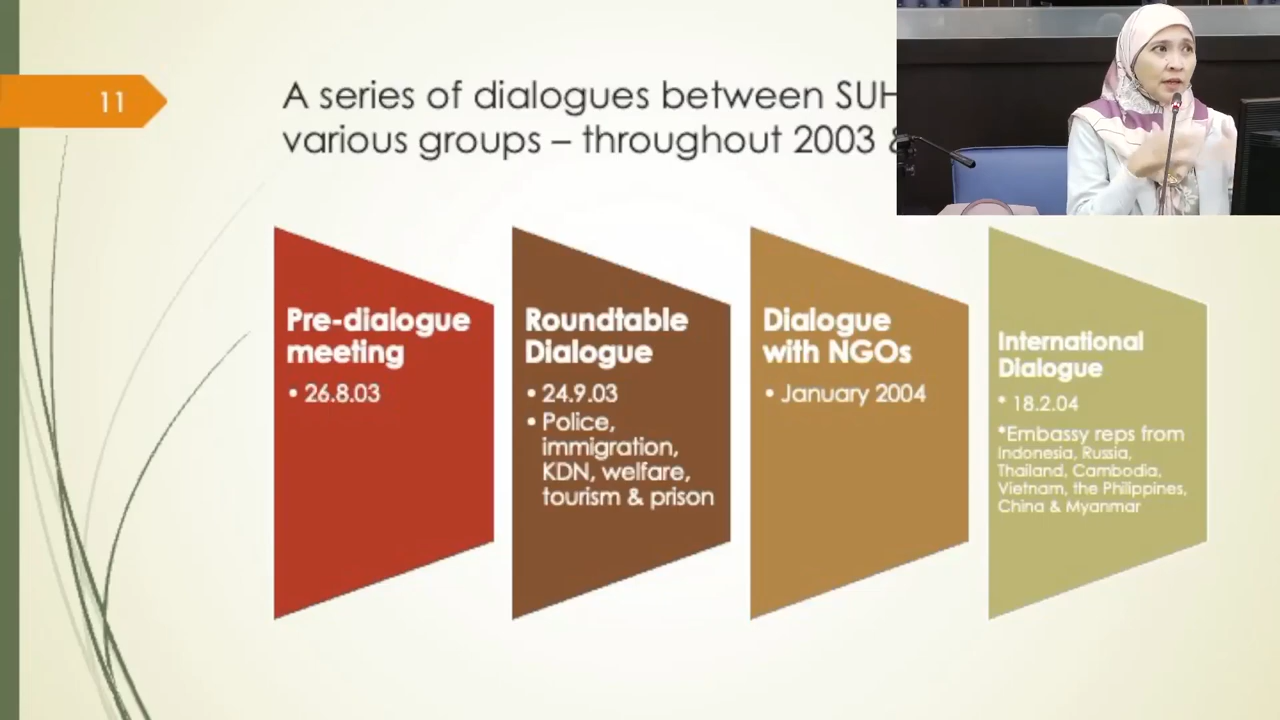 11
A series of dialogues between SUH
various groups – throughout 2003 &
Pre-dialogue
meeting
• 26.8.03
Roundtable
Dialogue
• 24.9.03
• Police,
immigration,
KDN, welfare,
tourism & prison
Dialogue
with NGOs
• January 2004
International
Dialogue
* 18.2.04
*Embassy reps from
Indonesia, Russia,
Thailand, Cambodia,
Vietnam, the Philippines,
China & Myanmar